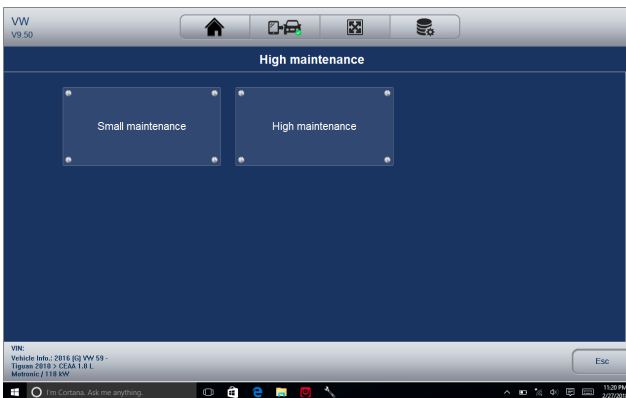 VW
V9.50
High maintenance
Small maintenance
High maintenance
VIN:
Vehicle Info.: 2016 (G) VW 59 -
Tiguan 2010 > CEAA 1.8 L
Motronic / 118 kW
Esc
I'm Cortana. Ask me anything.
11:20 PM